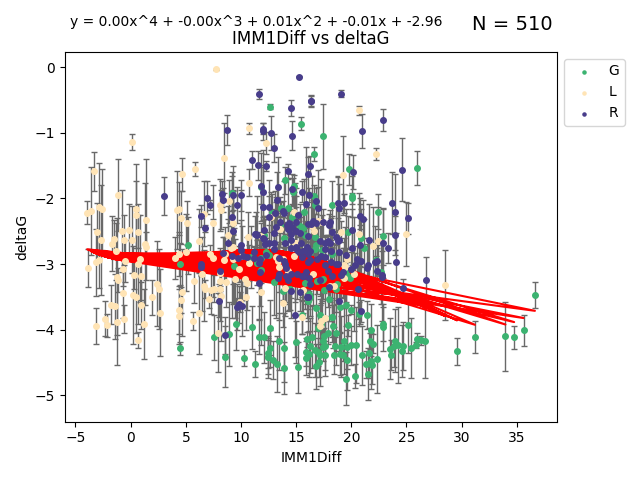 y = 0.00x^4 + -0.00x^3 + 0.01x^2 + -0.01x + -2.96
N = 510
IMM1Diff vs deltaG
G
L
R
0
−1
−2
−3
−4
−5
deltaG
−5
0
5
10
15
20
25
30
35
IMM1Diff